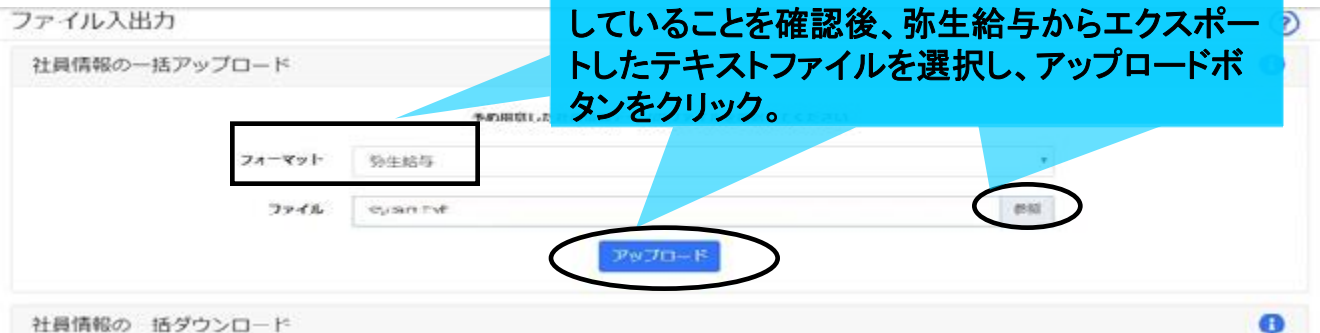 ファイル入出力
していることを確認後、弥生給与からエクスポー
トしたテキストファイルを選択し、アップロードボ
タンをクリック。
社員情報の一括アップロード
フォーマット 弥生給与
ファイル 参照
アップロード
社員情報の 括ダウンロード